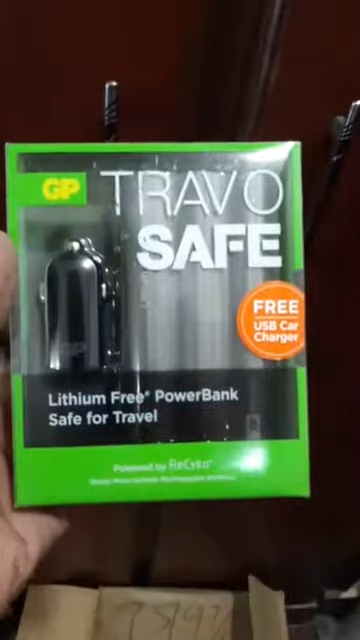 GP
TRAVO
SAFE
FREE
USB Car
Charger
Lithium Free* PowerBank
Safe for Travel
Powered by ReCyko+